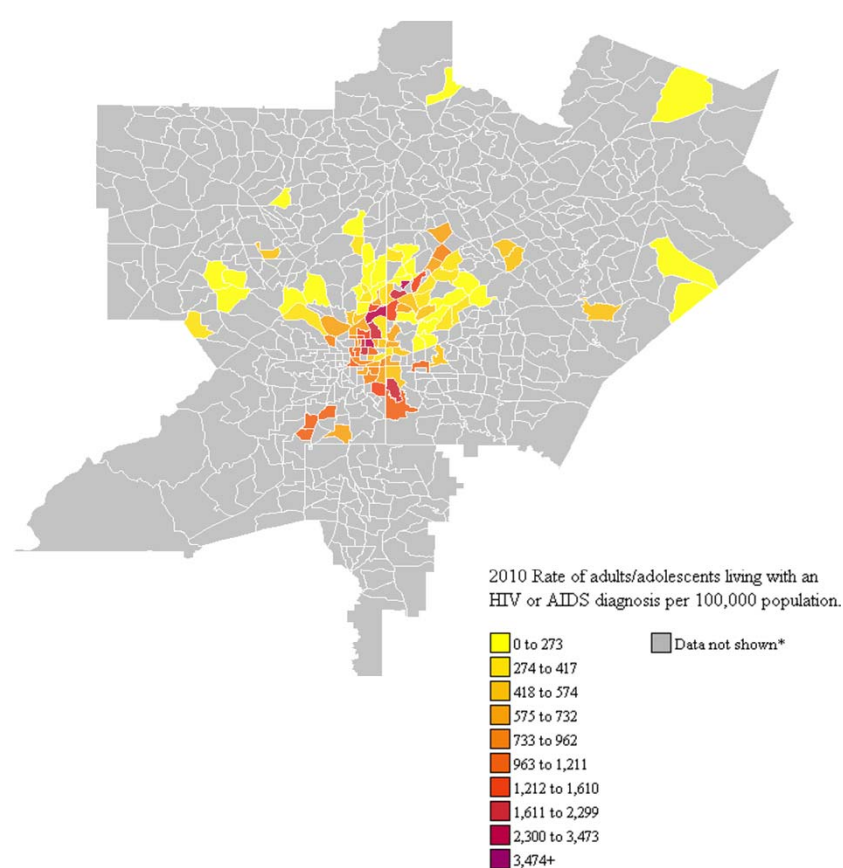 2010 Rate of adults/adolescents living with an
HIV or AIDS diagnosis per 100,000 population.
0 to 273
274 to 417
418 to 574
575 to 732
733 to 962
963 to 1,211
1,212 to 1,610
1,611 to 2,299
2,300 to 3,473
3,474+
Data not shown*